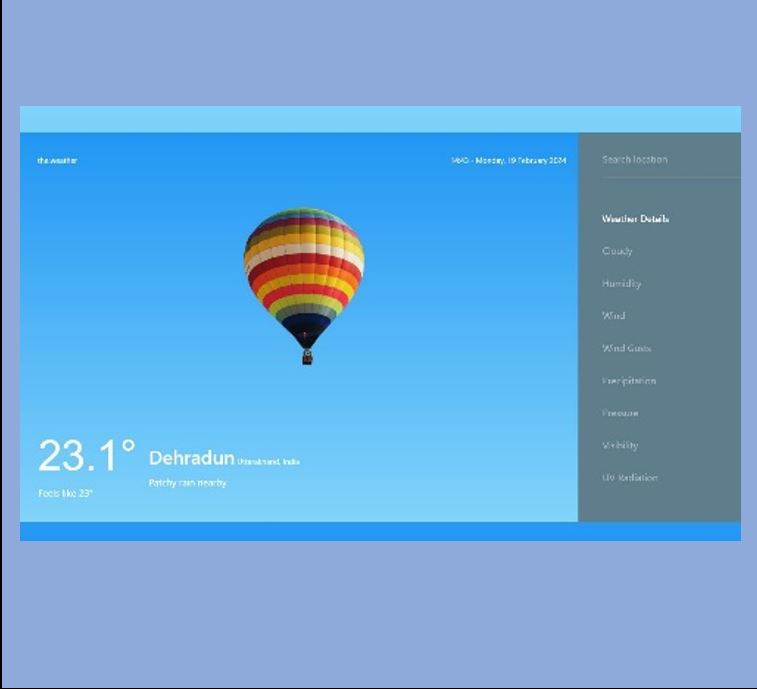 the.weather
14:43 - Monday, 19 February 2024
Search location
Weather Details
Cloudy
Humidity
Wind
Wind Gusts
Precipitation
Pressure
Visibility
UV Radiation
23.1°
Dehradun Uttarakhand, India
Patchy rain nearby
Feels like 23°